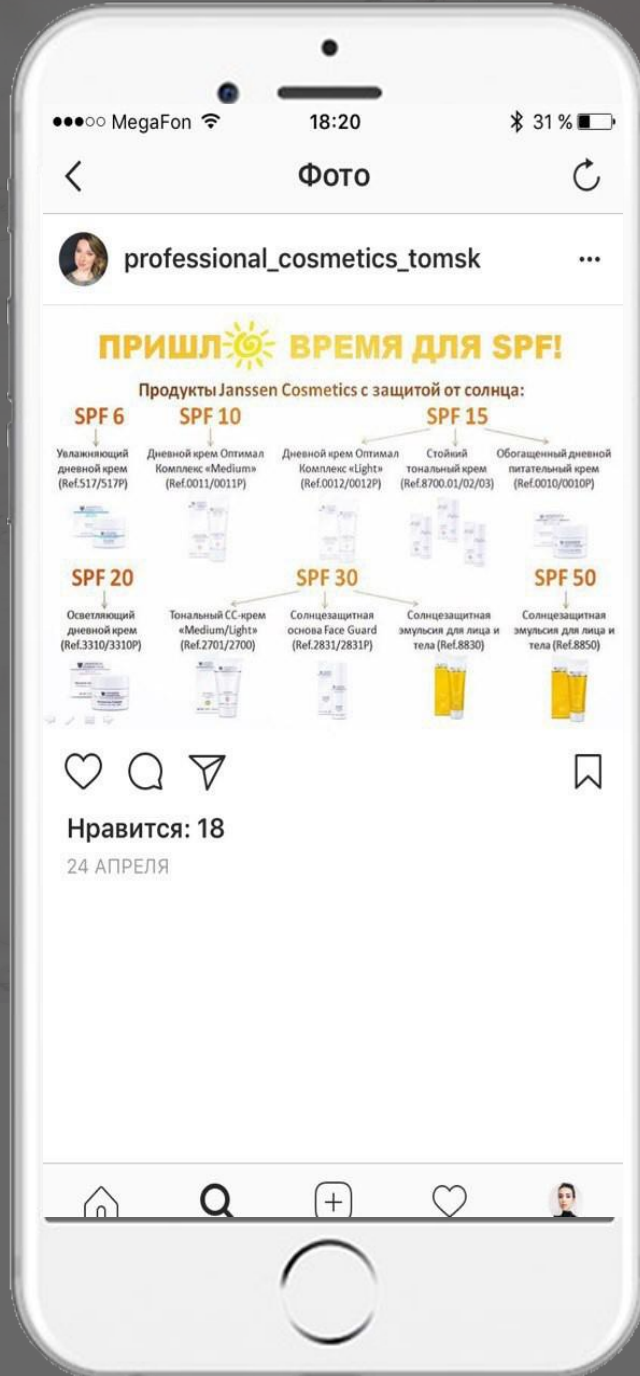 MegaFon 18:20 31 %
Фото
professional_cosmetics_tomsk
ПРИШЛО ВРЕМЯ ДЛЯ SPF!
Продукты Janssen Cosmetics с защитой от солнца:
SPF 6 SPF 10 SPF 15
Увлажняющий дневной крем (Ref.517/517P)
Дневной крем Оптимал Комплекс «Medium» (Ref.0011/0011P)
Дневной крем Оптимал Комплекс «Light» (Ref.0012/0012P)
Стойкий тональный крем (Ref.8700.01/02/03)
Обогащенный дневной питательный крем (Ref.0010/0010P)
SPF 20 SPF 30 SPF 50
Осветляющий дневной крем (Ref.3310/3310P)
Тональный CC-крем «Medium/Light» (Ref.2701/2700)
Солнцезащитная основа Face Guard (Ref.2831/2831P)
Солнцезащитная эмульсия для лица и тела (Ref.8830)
Солнцезащитная эмульсия для лица и тела (Ref.8850)
Нравится: 18
24 АПРЕЛЯ